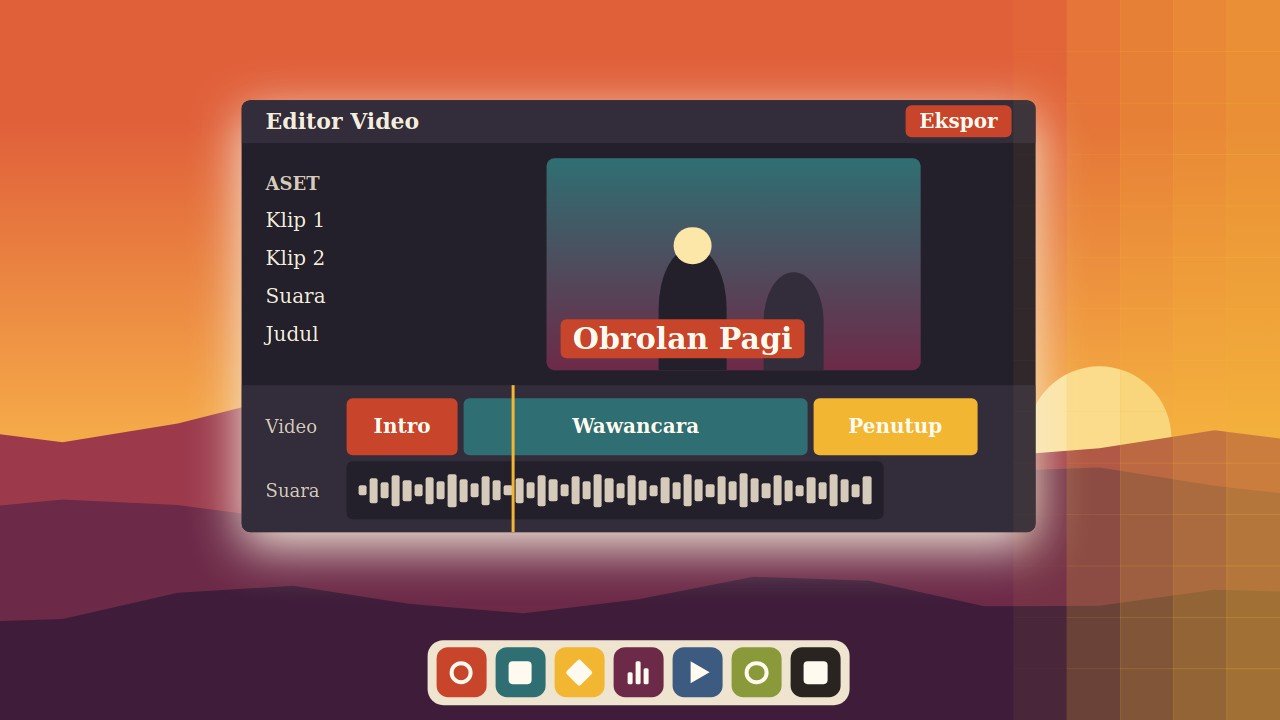 Editor Video
Ekspor
ASET
Klip 1
Klip 2
Suara
Judul
Obrolan Pagi
Video
Intro
Wawancara
Penutup
Suara